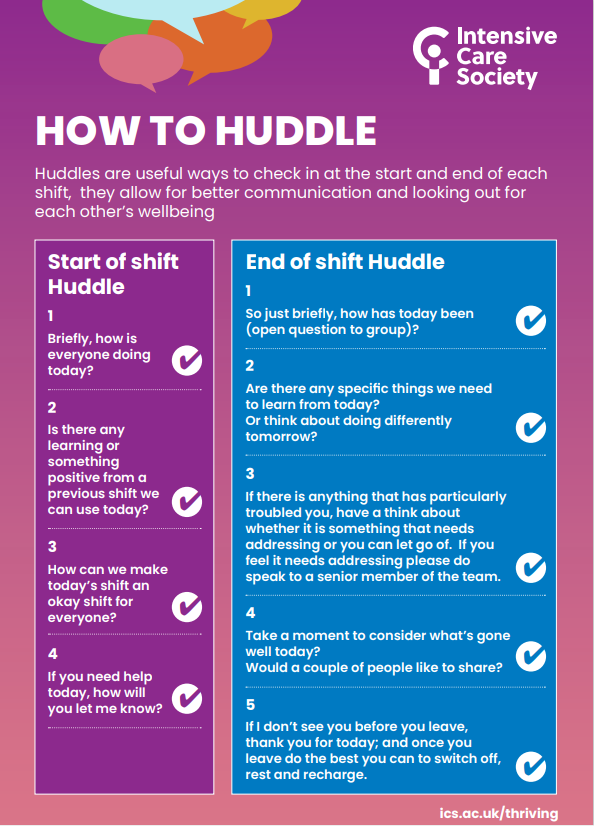 Intensive
Care
Society
HOW TO HUDDLE
Huddles are useful ways to check in at the start and end of each
shift,  they allow for better communication and looking out for
each other’s wellbeing
Start of shift
Huddle
1
Briefly, how is
everyone doing
today?
2
Is there any
learning or
something
positive from a
previous shift we
can use today?
3
How can we make
today’s shift an
okay shift for
everyone?
4
If you need help
today, how will
you let me know?
End of shift Huddle
1
So just briefly, how has today been
(open question to group)?
2
Are there any specific things we need
to learn from today?
Or think about doing differently
tomorrow?
3
If there is anything that has particularly
troubled you, have a think about
whether it is something that needs
addressing or you can let go of.  If you
feel it needs addressing please do
speak to a senior member of the team.
4
Take a moment to consider what’s gone
well today?
Would a couple of people like to share?
5
If I don’t see you before you leave,
thank you for today; and once you
leave do the best you can to switch off,
rest and recharge.
ics.ac.uk/thriving